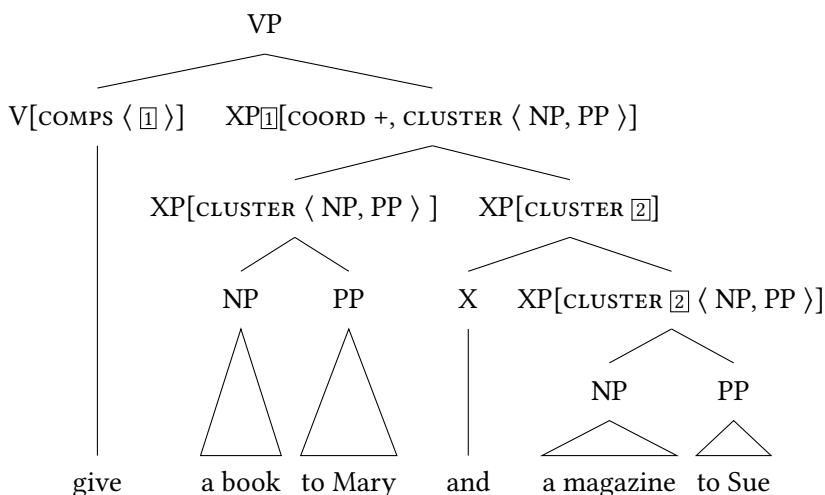 VP
V[COMPS ⟨ 1 ⟩] XP1[COORD +, CLUSTER ⟨ NP, PP ⟩]
XP[CLUSTER ⟨ NP, PP ⟩ ] XP[CLUSTER 2]
NP PP X XP[CLUSTER 2 ⟨ NP, PP ⟩]
NP PP
give a book to Mary and a magazine to Sue